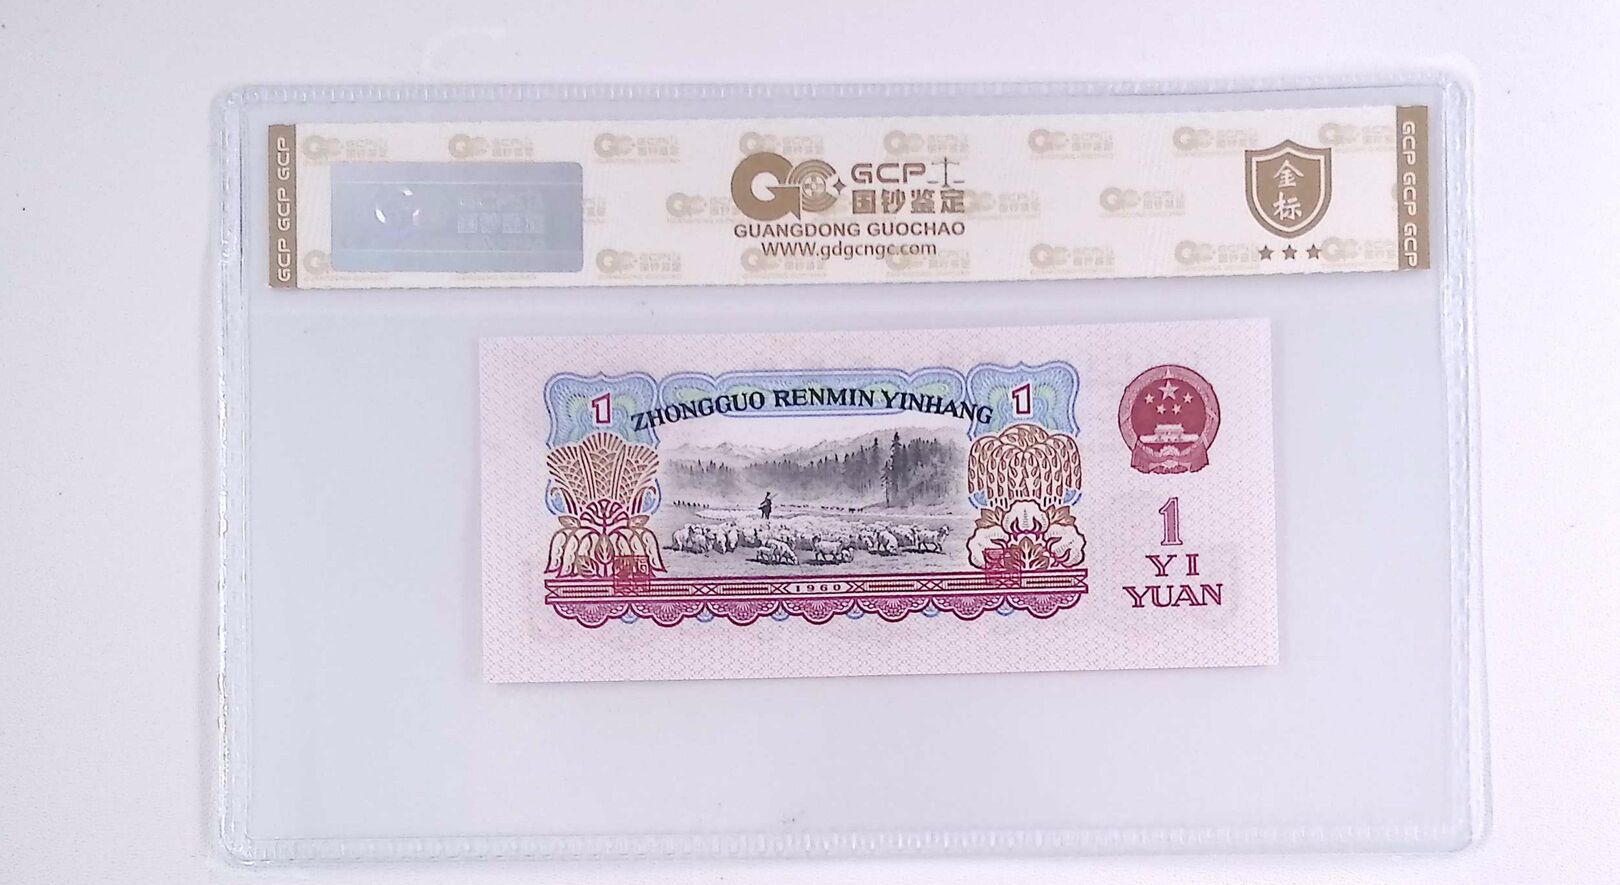 GCP GCP GCP
GCP
国钞鉴定
GUANGDONG GUOCHAO
WWW.gdgcngc.com
金标
GCP GCP GCP
1
ZHONGGUO RENMIN YINHANG
1
1960
1
YI
YUAN